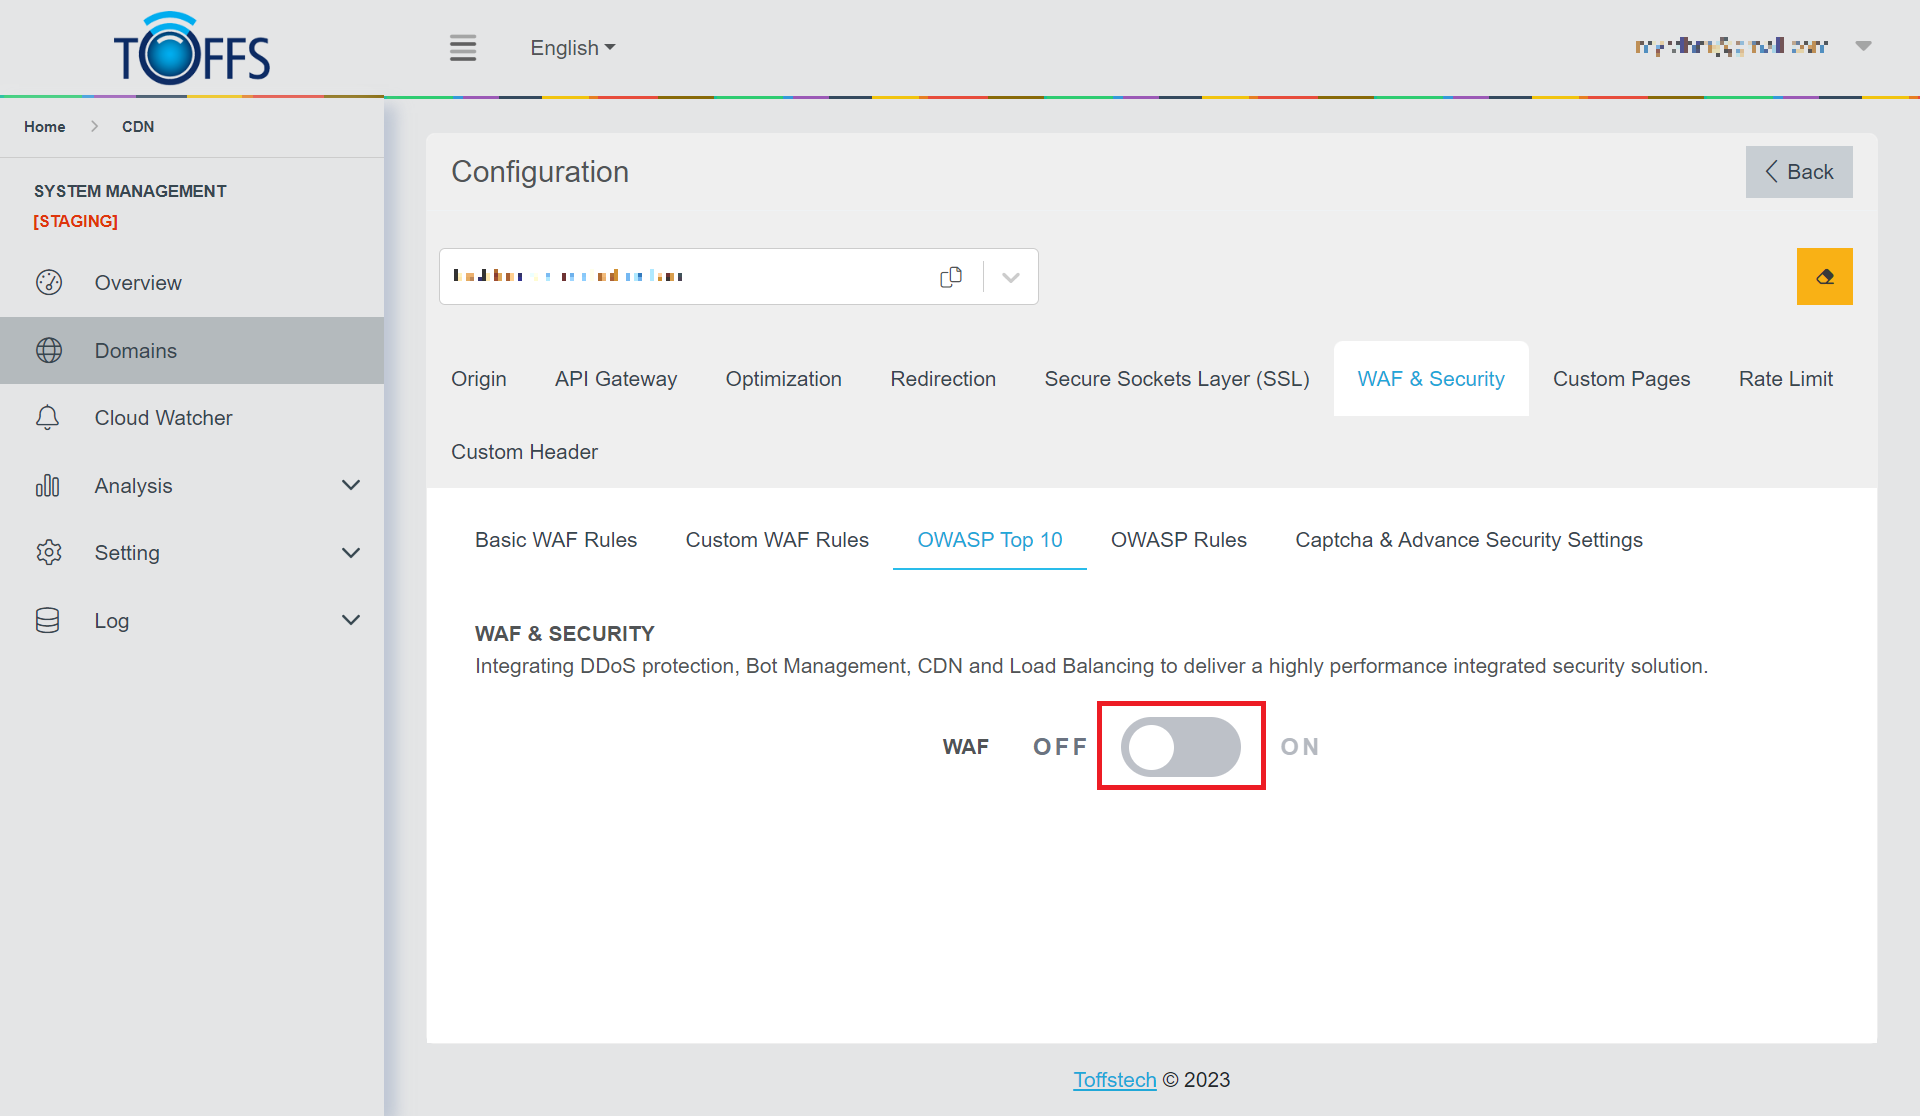 TOFFS
English
Home > CDN
SYSTEM MANAGEMENT
[STAGING]
Overview
Domains
Cloud Watcher
Analysis
Setting
Log
Configuration
Back
Origin API Gateway Optimization Redirection Secure Sockets Layer (SSL) WAF & Security Custom Pages Rate Limit
Custom Header
Basic WAF Rules Custom WAF Rules OWASP Top 10 OWASP Rules Captcha & Advance Security Settings
WAF & SECURITY
Integrating DDoS protection, Bot Management, CDN and Load Balancing to deliver a highly performance integrated security solution.
WAF OFF ON
Toffstech © 2023